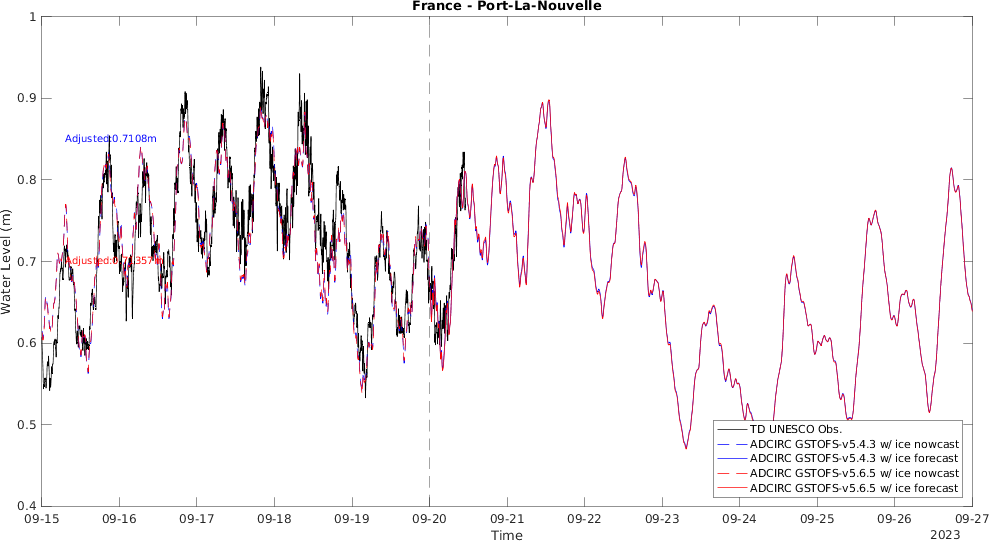 France - Port-La-Nouvelle
Water Level (m)
1
0.9
0.8
0.7
0.6
0.5
0.4
Adjusted:0.7108m
TD UNESCO Obs.
ADCIRC GSTOFS-v5.4.3 w/ ice nowcast
ADCIRC GSTOFS-v5.4.3 w/ ice forecast
ADCIRC GSTOFS-v5.6.5 w/ ice nowcast
ADCIRC GSTOFS-v5.6.5 w/ ice forecast
09-15 09-16 09-17 09-18 09-19 09-20 09-21 09-22 09-23 09-24 09-25 09-26 09-27
Time
2023